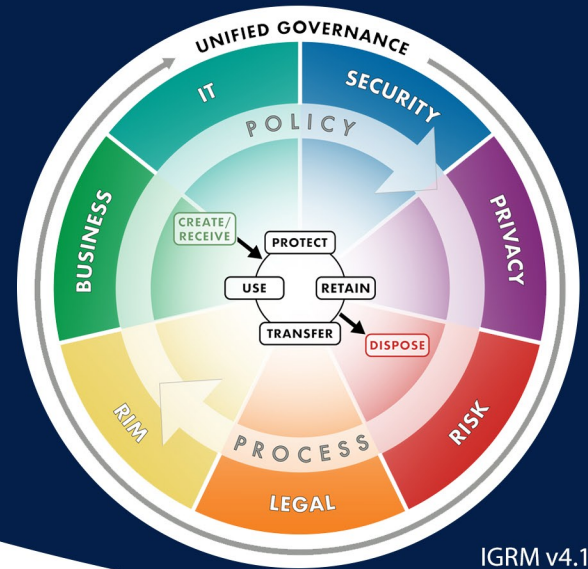 UNIFIED GOVERNANCE
IT
SECURITY
POLICY
BUSINESS
PRIVACY
CREATE/
RECEIVE
PROTECT
USE
RETAIN
TRANSFER
DISPOSE
RIM
RISK
PROCESS
LEGAL
IGRM v4.1